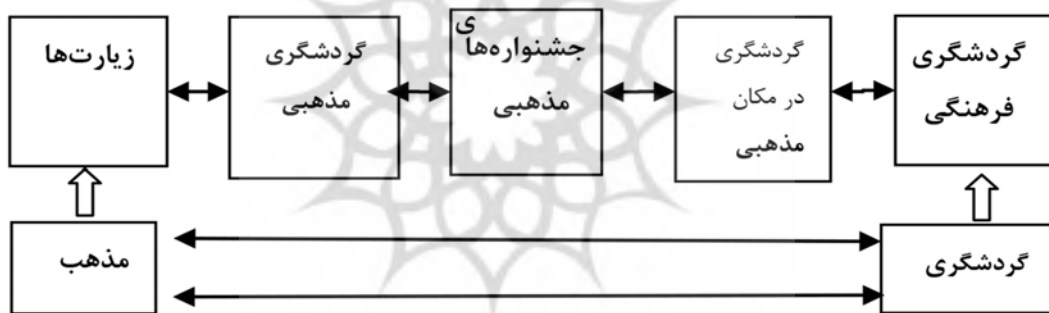 گردشگری
فرهنگی
گردشگری
در مکان
مذهبی
جشنواره‌های
مذهبی
گردشگری
مذهبی
زیارت‌ها
گردشگری
مذهب